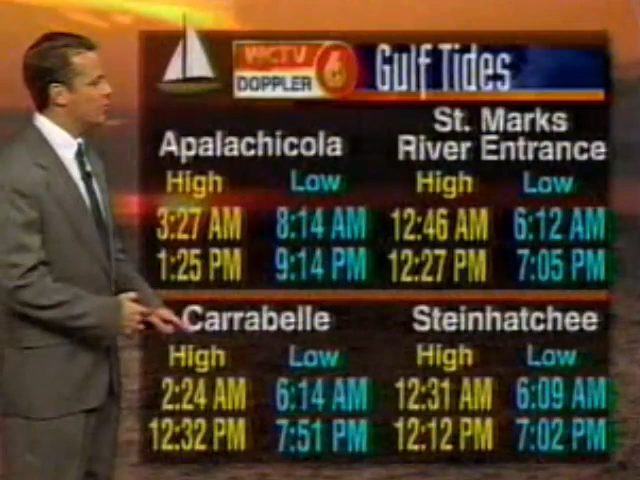 WCTV 6
DOPPLER
Gulf Tides
Apalachicola
High Low
3:27 AM 8:14 AM
1:25 PM 9:14 PM
St. Marks
River Entrance
High Low
12:46 AM 6:12 AM
12:27 PM 7:05 PM
Carrabelle
High Low
2:24 AM 6:14 AM
12:32 PM 7:51 PM
Steinhatchee
High Low
12:31 AM 6:09 AM
12:12 PM 7:02 PM